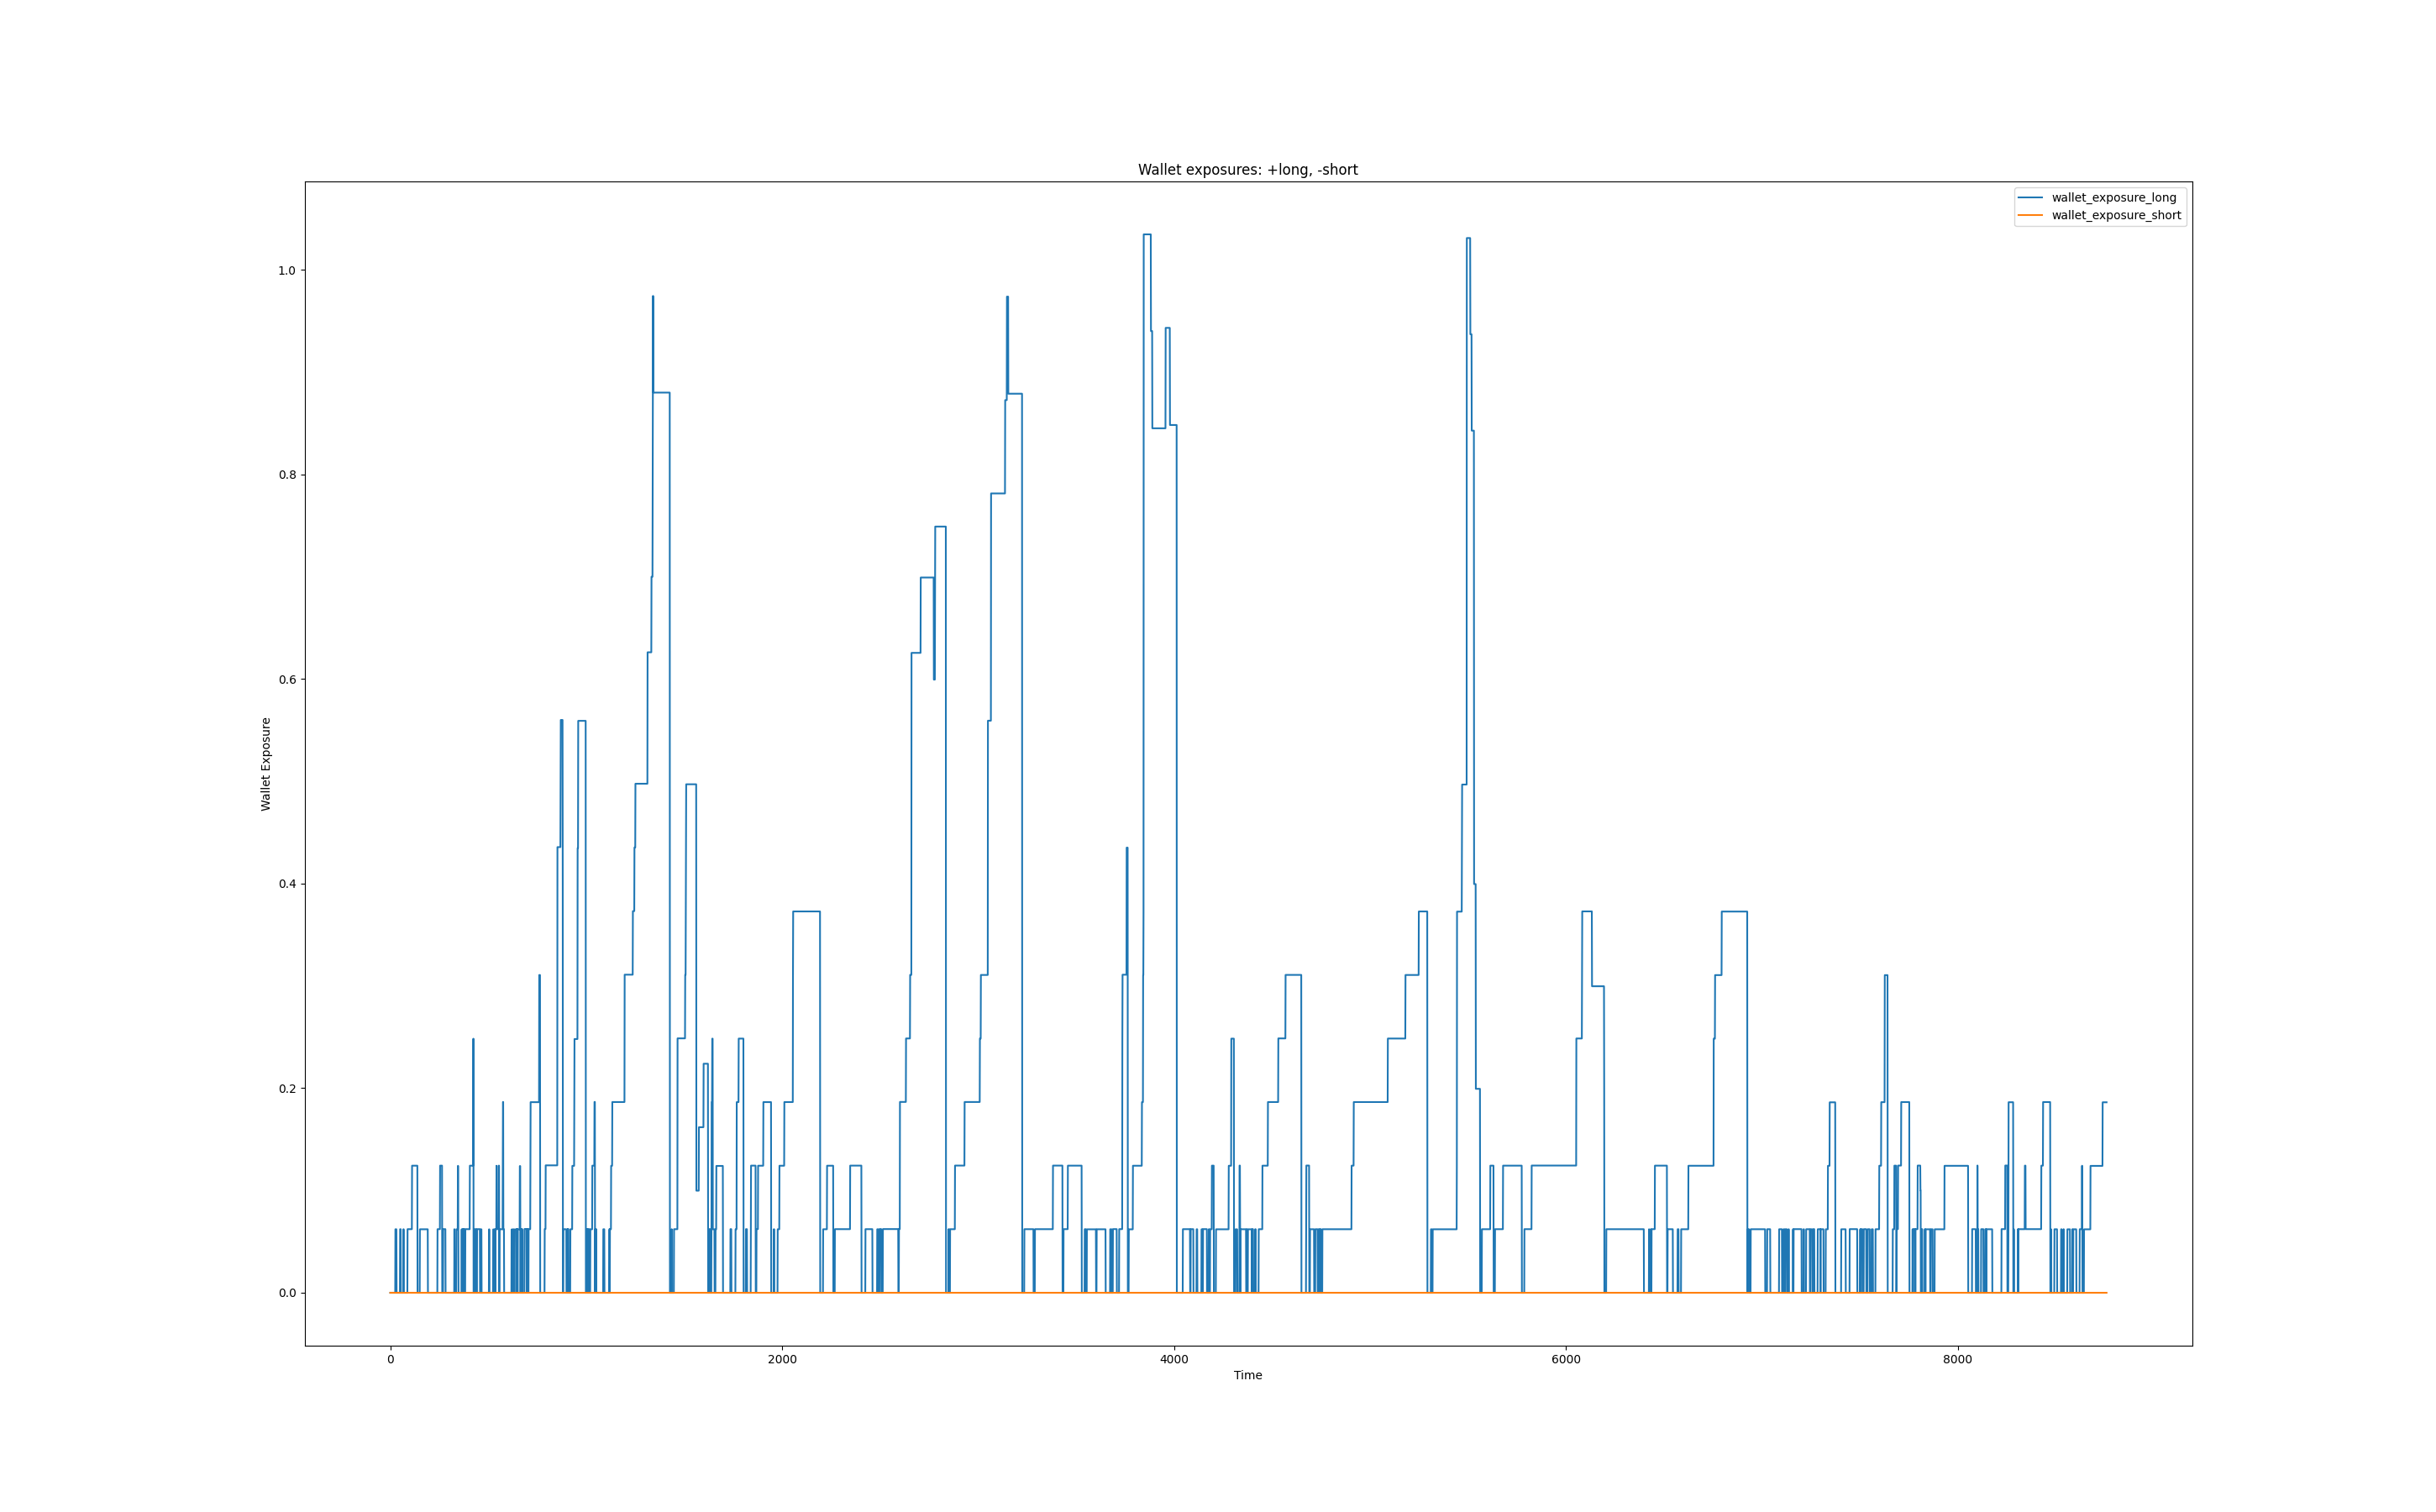 Wallet exposures: +long, -short
wallet_exposure_long
wallet_exposure_short
1.0
0.8
0.6
0.4
0.2
0.0
Wallet Exposure
0 2000 4000 6000 8000
Time